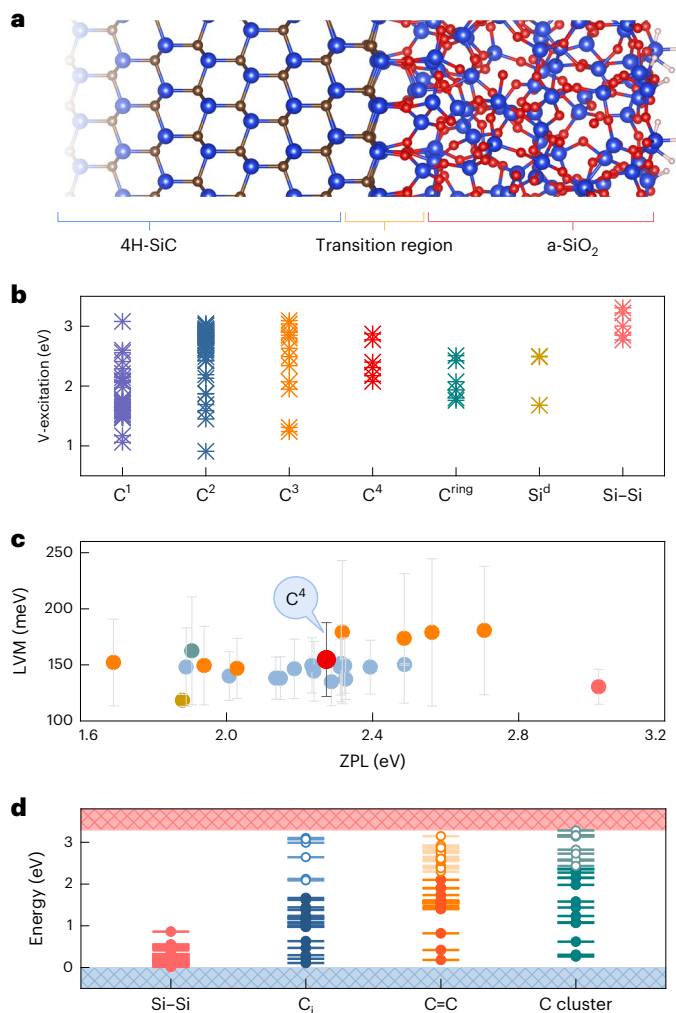 a
4H-SiC Transition region a-SiO₂
b
V-excitation (eV)
3
2
1
C¹ C² C³ C⁴ Cʳⁱⁿᵍ Siᵈ Si–Si
c
LVM (meV)
250
200
150
100
C⁴
1.6 2.0 2.4 2.8 3.2
ZPL (eV)
d
Energy (eV)
3
2
1
0
Si–Si Cᵢ C=C C cluster